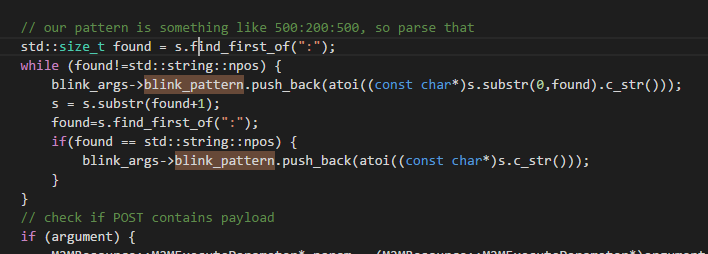 // our pattern is something like 500:200:500, so parse that
std::size_t found = s.find_first_of(":");
while (found!=std::string::npos) {
blink_args->blink_pattern.push_back(atoi((const char*)s.substr(0,found).c_str()));
s = s.substr(found+1);
found=s.find_first_of(":");
if(found == std::string::npos) {
blink_args->blink_pattern.push_back(atoi((const char*)s.c_str()));
}
}
// check if POST contains payload
if (argument) {